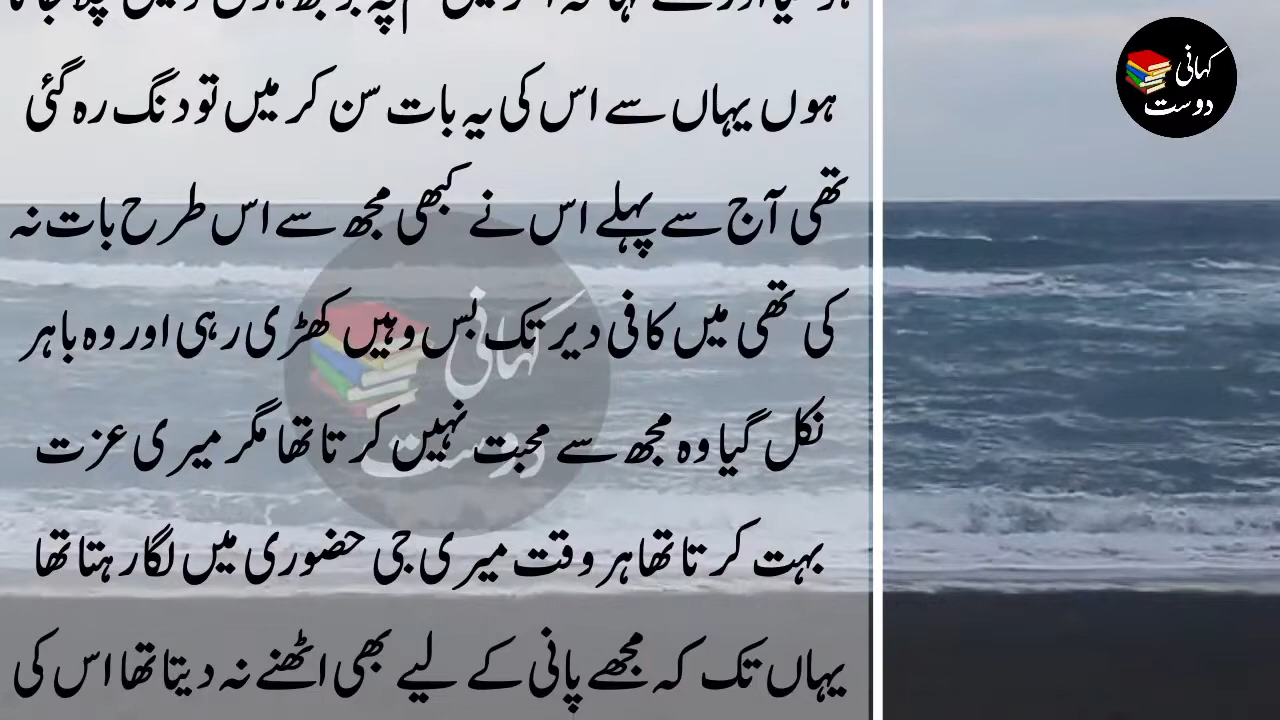 ہوں یہاں سے اس کی یہ بات سن کر میں تو دنگ رہ گئی
تھی آج سے پہلے اس نے کبھی مجھ سے اس طرح بات نہ
کی تھی میں کافی دیر تک بس وہیں کھڑی رہی اور وہ باہر
نکل گیا وہ مجھ سے محبت نہیں کرتا تھا مگر میری عزت
بہت کرتا تھا ہر وقت میری جی حضوری میں لگا رہتا تھا
یہاں تک کہ مجھے پانی کے لیے بھی اٹھنے نہ دیتا تھا اس کی
کہانی
دوست
کہانی
دوست